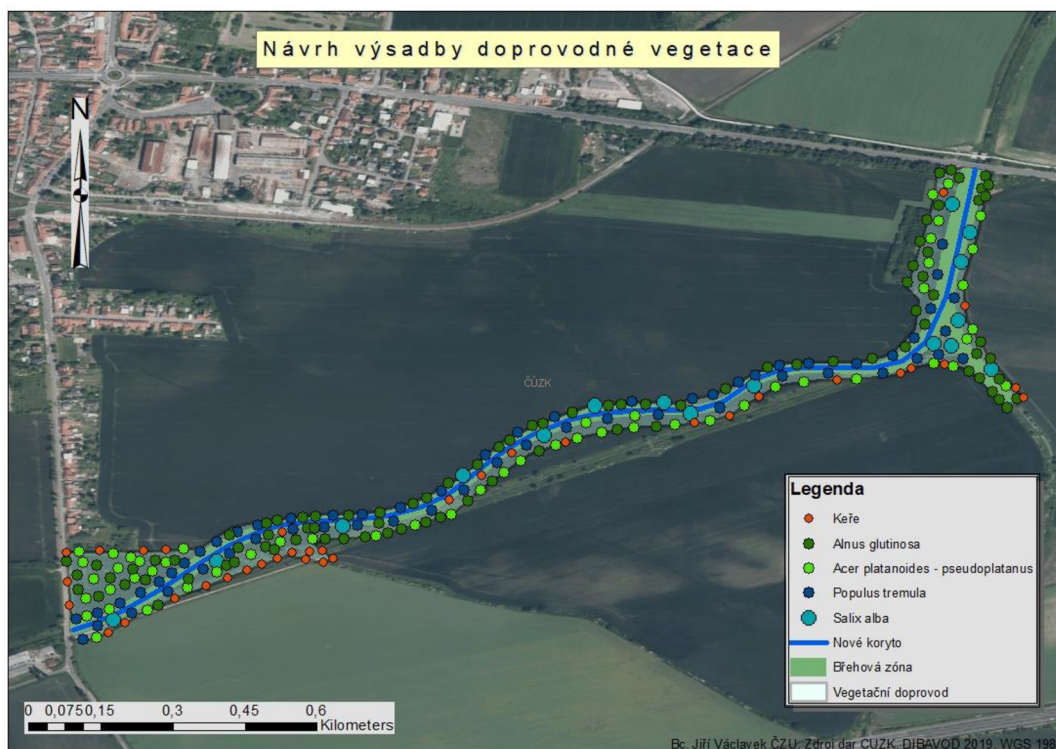 Návrh výsadby doprovodné vegetace
N
ČÚZK
Legenda
Keře
Alnus glutinosa
Acer platanoides - pseudoplatanus
Populus tremula
Salix alba
Nové koryto
Břehová zóna
Vegetační doprovod
0 0,075 0,15 0,3 0,45 0,6
Kilometers
Bc. Jiří Václavek ČZU; Zdroj dar ČÚZK, DIBAVOD 2019, WGS 198